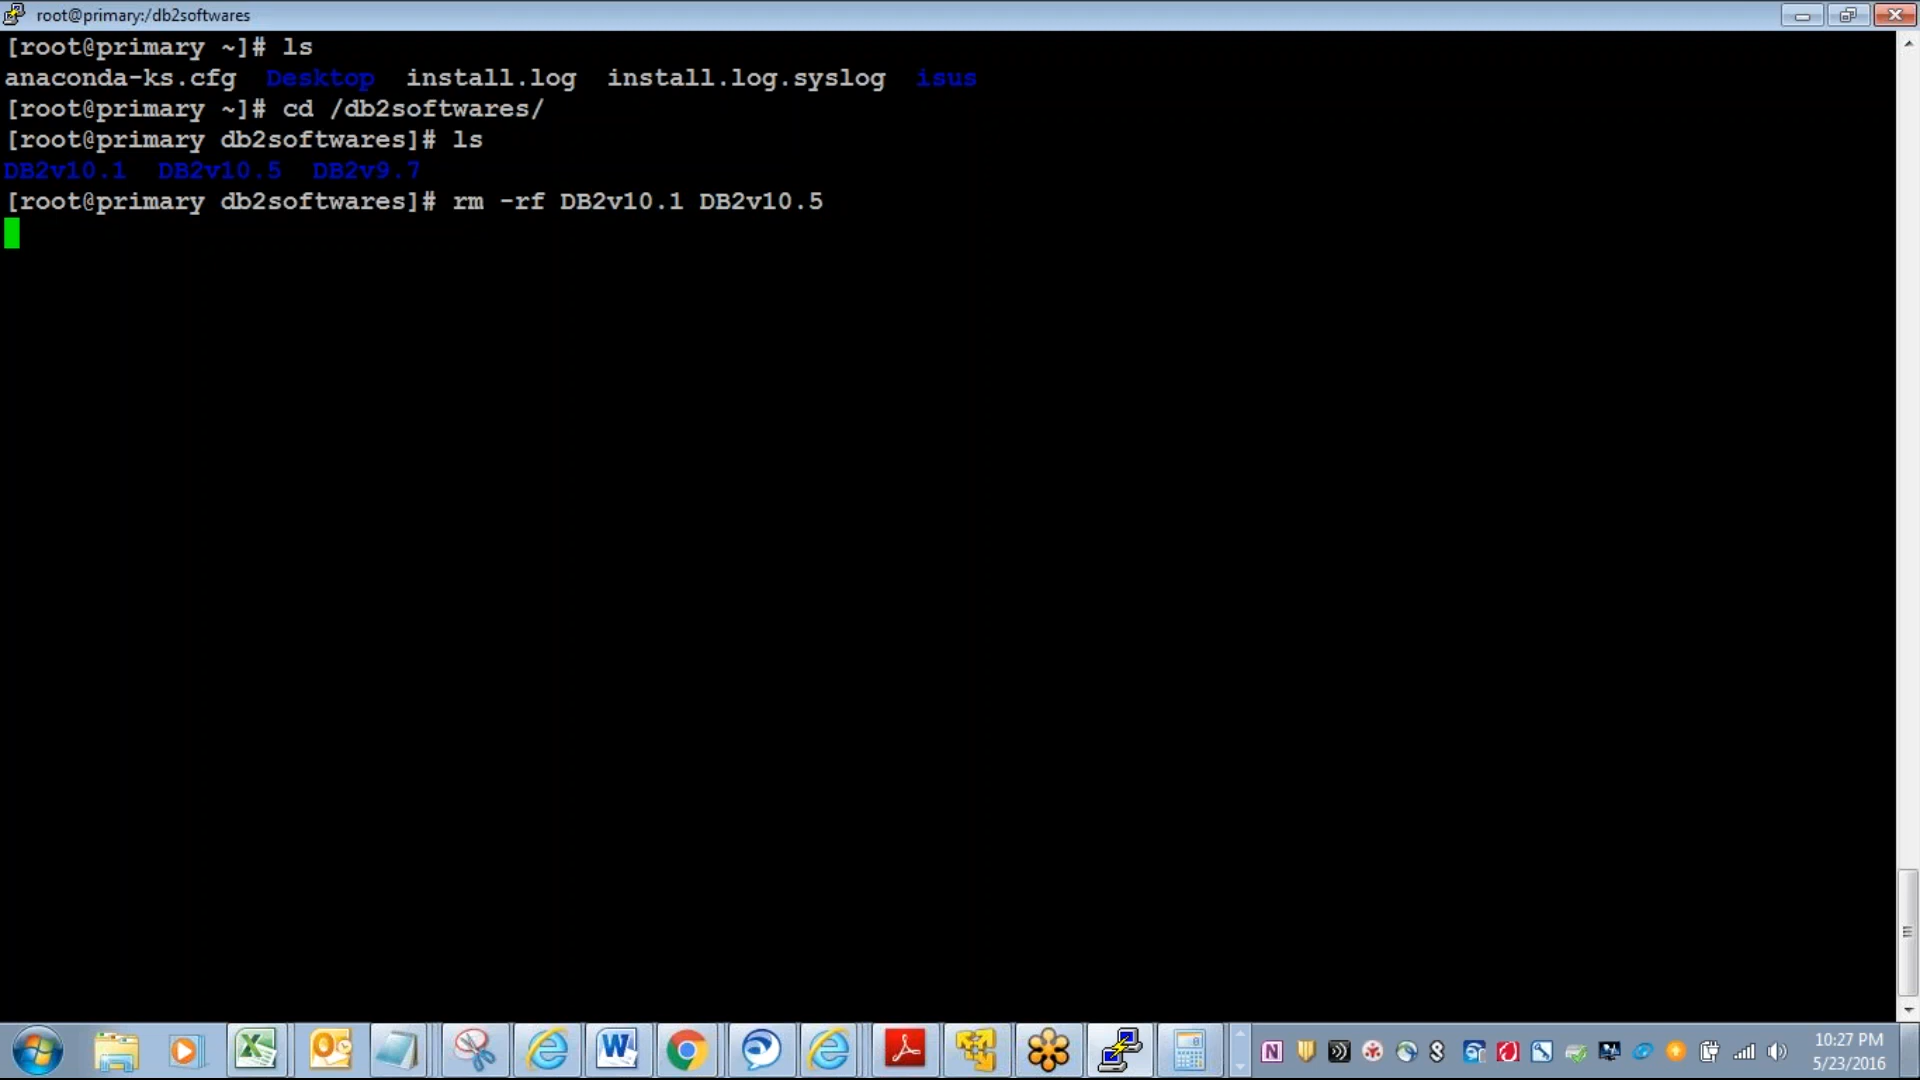 root@primary:/db2softwares
[root@primary ~]# ls
anaconda-ks.cfg  Desktop  install.log  install.log.syslog  isus
[root@primary ~]# cd /db2softwares/
[root@primary db2softwares]# ls
DB2v10.1  DB2v10.5  DB2v9.7
[root@primary db2softwares]# rm -rf DB2v10.1 DB2v10.5
10:27 PM
5/23/2016